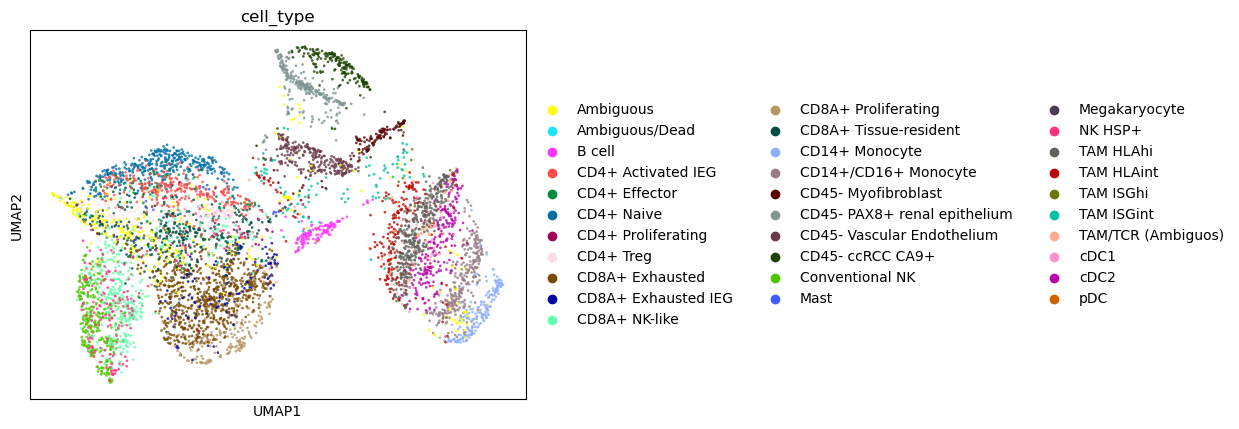 cell_type
UMAP2
UMAP1
Ambiguous
Ambiguous/Dead
B cell
CD4+ Activated IEG
CD4+ Effector
CD4+ Naive
CD4+ Proliferating
CD4+ Treg
CD8A+ Exhausted
CD8A+ Exhausted IEG
CD8A+ NK-like
CD8A+ Proliferating
CD8A+ Tissue-resident
CD14+ Monocyte
CD14+/CD16+ Monocyte
CD45- Myofibroblast
CD45- PAX8+ renal epithelium
CD45- Vascular Endothelium
CD45- ccRCC CA9+
Conventional NK
Mast
Megakaryocyte
NK HSP+
TAM HLAhi
TAM HLAint
TAM ISGhi
TAM ISGint
TAM/TCR (Ambiguos)
cDC1
cDC2
pDC